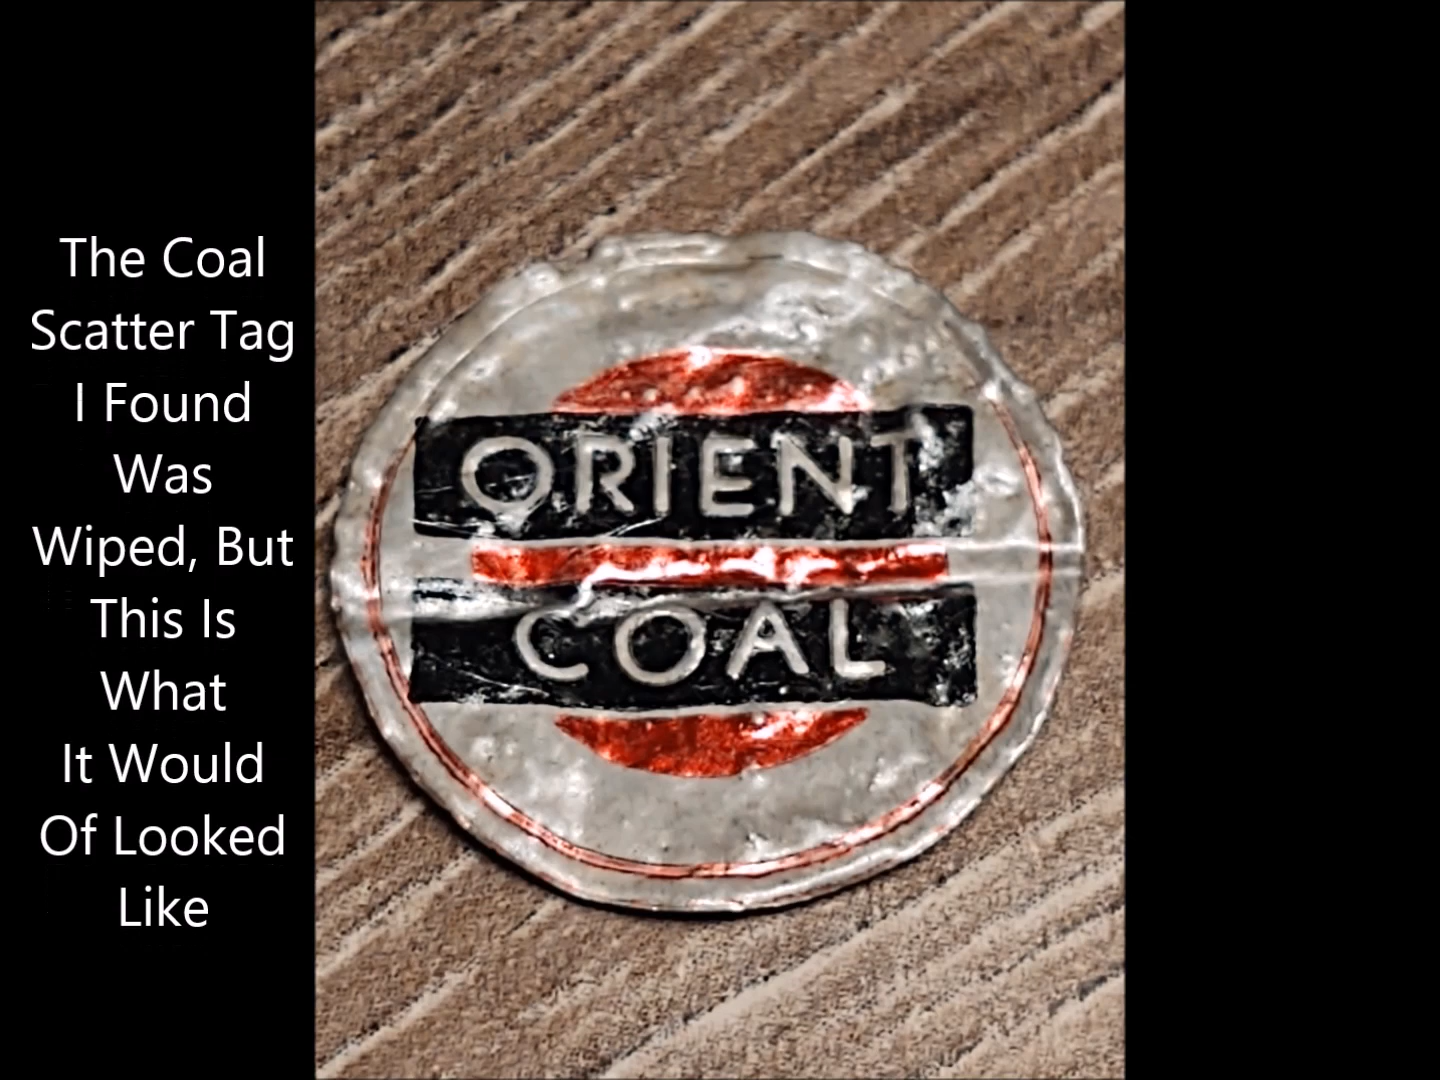 The Coal
Scatter Tag
I Found
Was
Wiped, But
This Is
What
It Would
Of Looked
Like
ORIENT
COAL